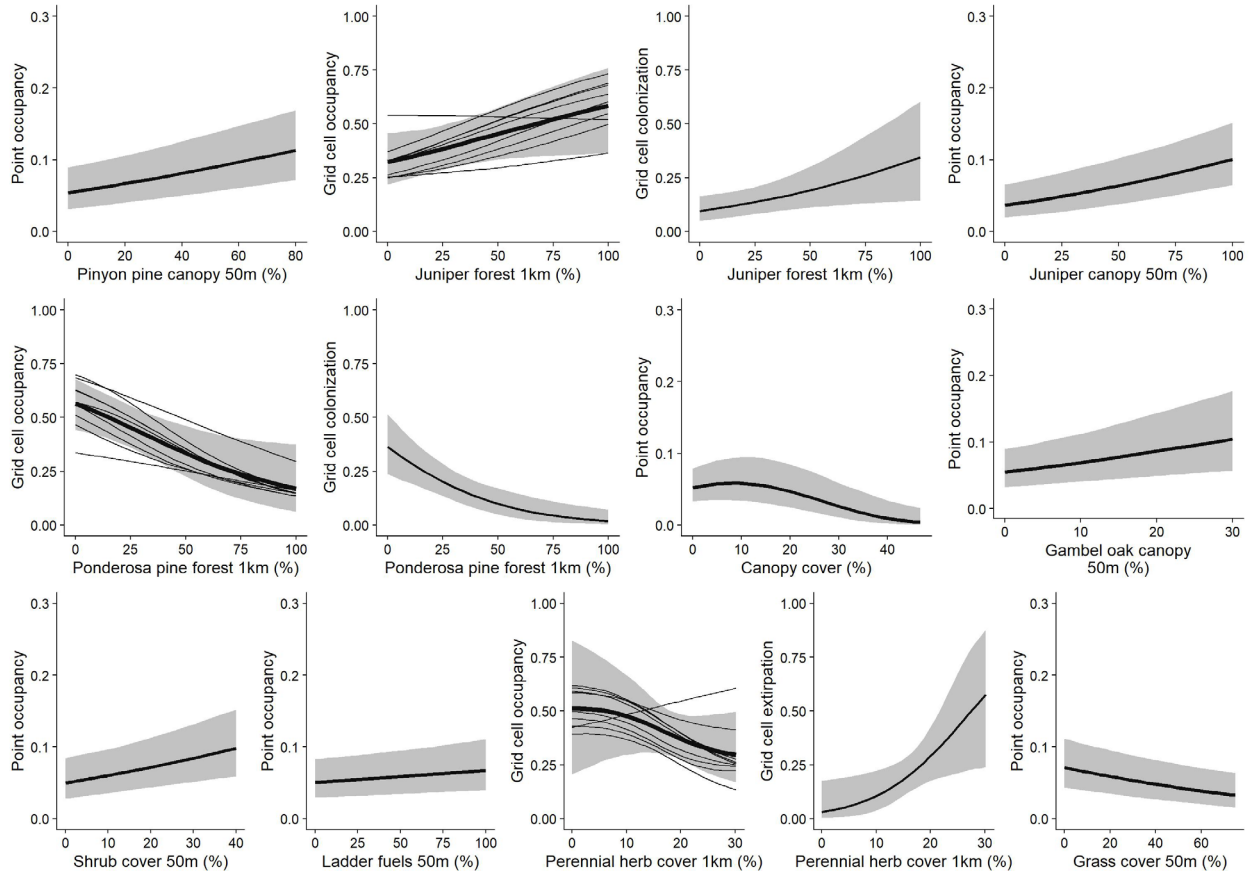 0.3
0.2
0.1
0.0
Point occupancy
0 20 40 60 80
Pinyon pine canopy 50m (%)
1.00
0.75
0.50
0.25
0.00
Grid cell occupancy
0 25 50 75 100
Juniper forest 1km (%)
1.00
0.75
0.50
0.25
0.00
Grid cell colonization
0 25 50 75 100
Juniper forest 1km (%)
0.3
0.2
0.1
0.0
Point occupancy
0 25 50 75 100
Juniper canopy 50m (%)
1.00
0.75
0.50
0.25
0.00
Grid cell occupancy
0 25 50 75 100
Ponderosa pine forest 1km (%)
1.00
0.75
0.50
0.25
0.00
Grid cell colonization
0 25 50 75 100
Ponderosa pine forest 1km (%)
0.3
0.2
0.1
0.0
Point occupancy
0 10 20 30 40
Canopy cover (%)
0.3
0.2
0.1
0.0
Point occupancy
0 10 20 30
Gambel oak canopy
50m (%)
0.3
0.2
0.1
0.0
Point occupancy
0 10 20 30 40
Shrub cover 50m (%)
0.3
0.2
0.1
0.0
Point occupancy
0 25 50 75 100
Ladder fuels 50m (%)
1.00
0.75
0.50
0.25
0.00
Grid cell occupancy
0 10 20 30
Perennial herb cover 1km (%)
1.00
0.75
0.50
0.25
0.00
Grid cell extirpation
0 10 20 30
Perennial herb cover 1km (%)
0.3
0.2
0.1
0.0
Point occupancy
0 20 40 60
Grass cover 50m (%)